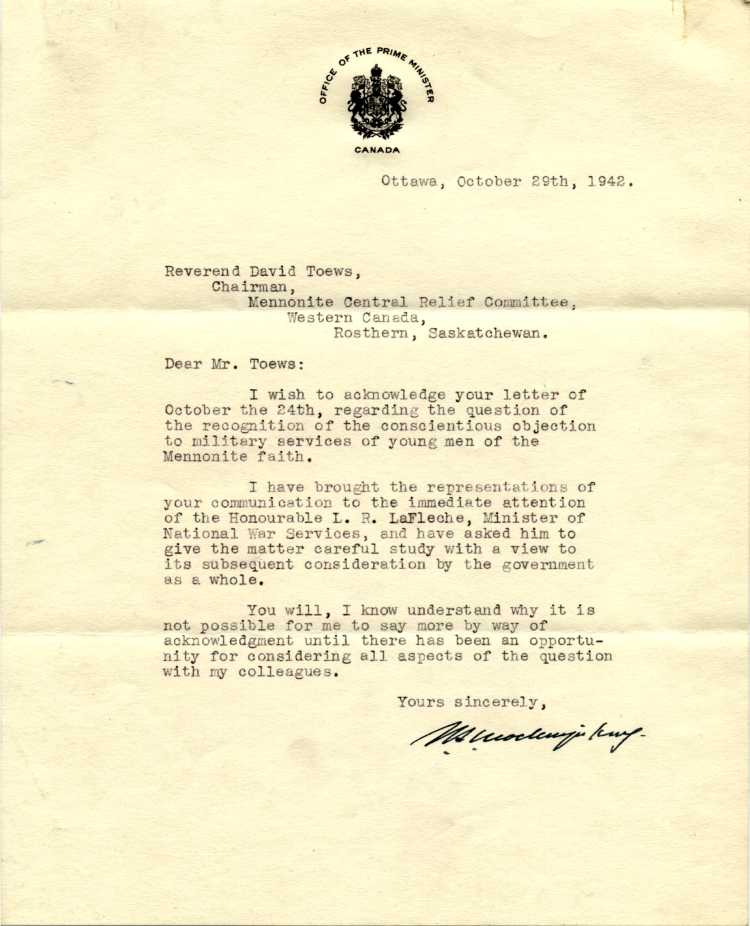 OFFICE OF THE PRIME MINISTER
CANADA
Ottawa, October 29th, 1942.
Reverend David Toews,
Chairman,
Mennonite Central Relief Committee,
Western Canada,
Rosthern, Saskatchewan.
Dear Mr. Toews:
I wish to acknowledge your letter of
October the 24th, regarding the question of
the recognition of the conscientious objection
to military services of young men of the
Mennonite faith.
I have brought the representations of
your communication to the immediate attention
of the Honourable L. R. LaFleche, Minister of
National War Services, and have asked him to
give the matter careful study with a view to
its subsequent consideration by the government
as a whole.
You will, I know understand why it is
not possible for me to say more by way of
acknowledgment until there has been an opportu-
nity for considering all aspects of the question
with my colleagues.
Yours sincerely,
W. L. Mackenzie King.